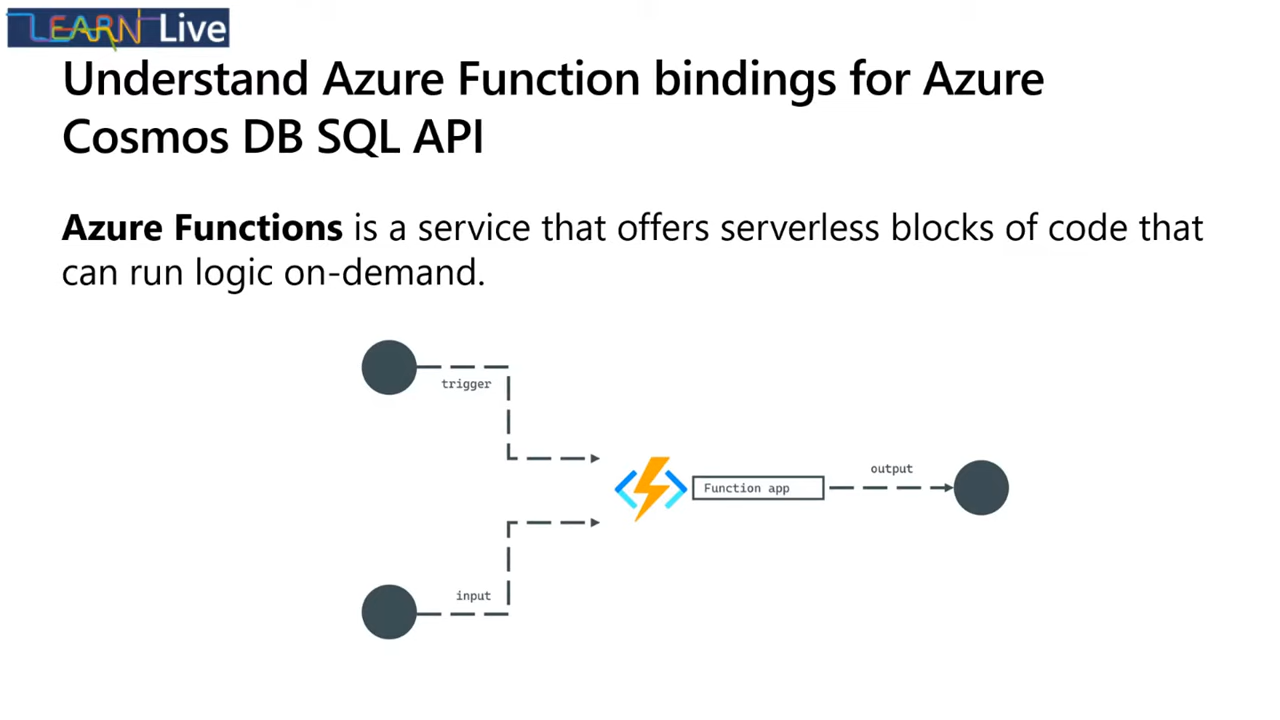 LEARN Live
Understand Azure Function bindings for Azure
Cosmos DB SQL API
Azure Functions is a service that offers serverless blocks of code that
can run logic on-demand.
trigger
output
Function app
input